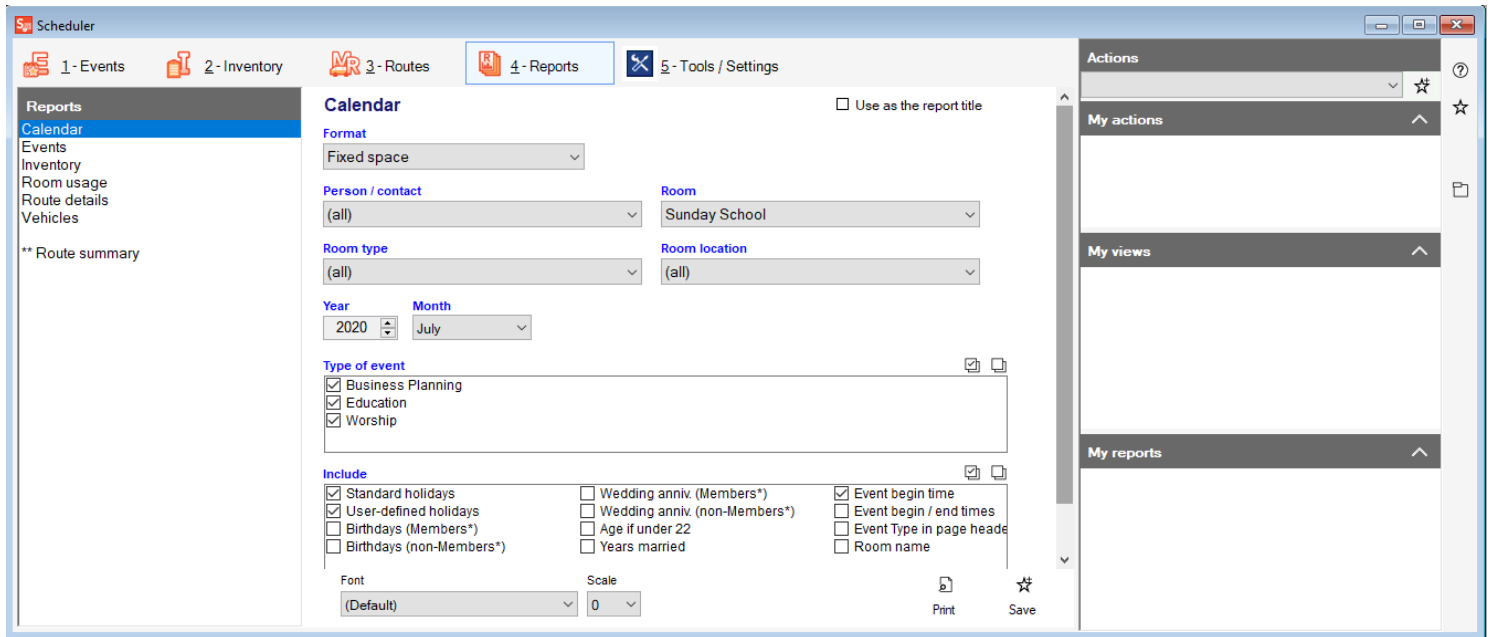 Scheduler
1 - Events 2 - Inventory 3 - Routes 4 - Reports 5 - Tools / Settings
Reports
Calendar
Events
Inventory
Room usage
Route details
Vehicles
** Route summary
Calendar
Use as the report title
Format
Fixed space
Person / contact Room
(all) Sunday School
Room type Room location
(all) (all)
Year Month
2020 July
Type of event
Business Planning
Education
Worship
Include
Standard holidays Wedding anniv. (Members*) Event begin time
User-defined holidays Wedding anniv. (non-Members*) Event begin / end times
Birthdays (Members*) Age if under 22 Event Type in page heade
Birthdays (non-Members*) Years married Room name
Font Scale
(Default) 0
Print Save
Actions
My actions
My views
My reports